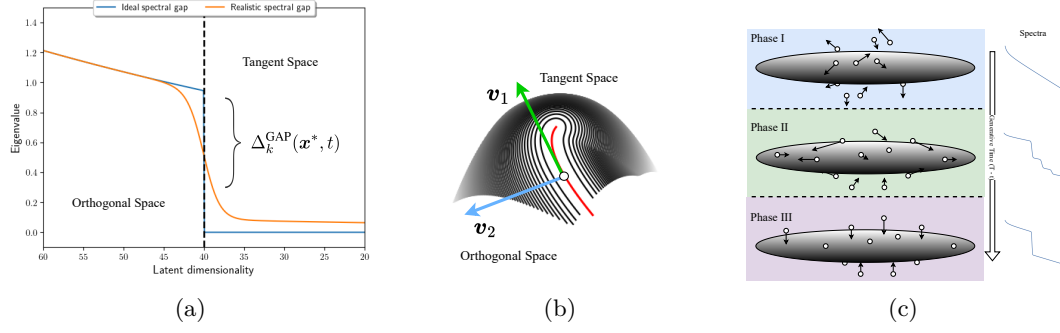 Ideal spectral gap Realistic spectral gap
1.4
1.2
1.0
0.8
0.6
0.4
0.2
0.0
Eigenvalue
Tangent Space
Δ_k^GAP(x*, t)
Orthogonal Space
60 55 50 45 40 35 30 25 20
Latent dimensionality
(a)
Tangent Space
v₁
v₂
Orthogonal Space
(b)
Phase I
Phase II
Phase III
Spectra
(c)